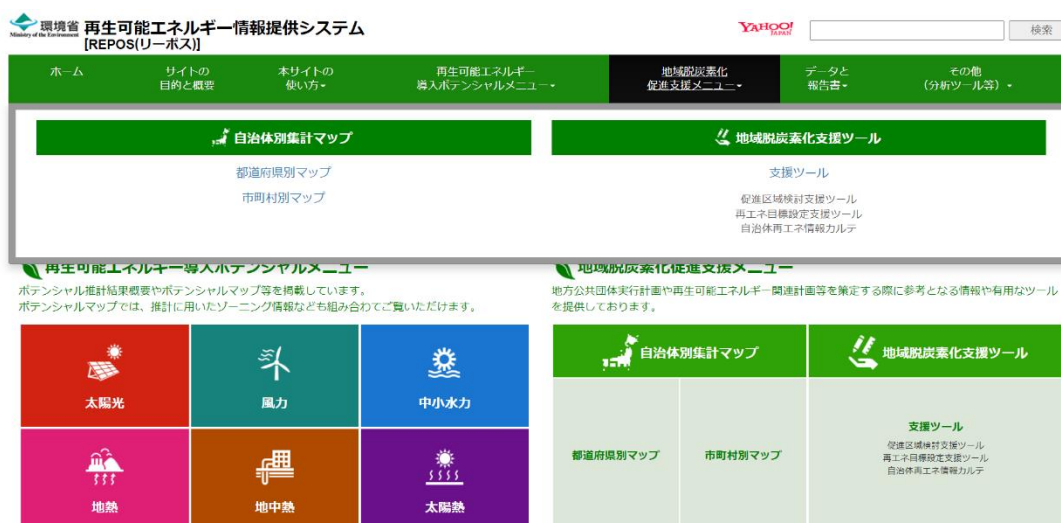 環境省
Ministry of the Environment
再生可能エネルギー情報提供システム
[REPOS(リーポス)]
YAHOO!
JAPAN
検索
ホーム
サイトの
目的と概要
本サイトの
使い方
再生可能エネルギー
導入ポテンシャルメニュー
地域脱炭素化
促進支援メニュー
データと
報告書
その他
(分析ツール等)
自治体別集計マップ
都道府県別マップ
市町村別マップ
地域脱炭素化支援ツール
支援ツール
促進区域検討支援ツール
再エネ目標設定支援ツール
自治体再エネ情報カルテ
再生可能エネルギー導入ポテンシャルメニュー
ポテンシャル推計結果概要やポテンシャルマップ等を掲載しています。
ポテンシャルマップでは、推計に用いたゾーニング情報なども組み合わてご覧いただけます。
太陽光
風力
中小水力
地熱
地中熱
太陽熱
地域脱炭素化促進支援メニュー
地方公共団体実行計画や再生可能エネルギー関連計画等を策定する際に参考となる情報や有用なツール
を提供しております。
自治体別集計マップ
地域脱炭素化支援ツール
都道府県別マップ
市町村別マップ
支援ツール
促進区域検討支援ツール
再エネ目標設定支援ツール
自治体再エネ情報カルテ